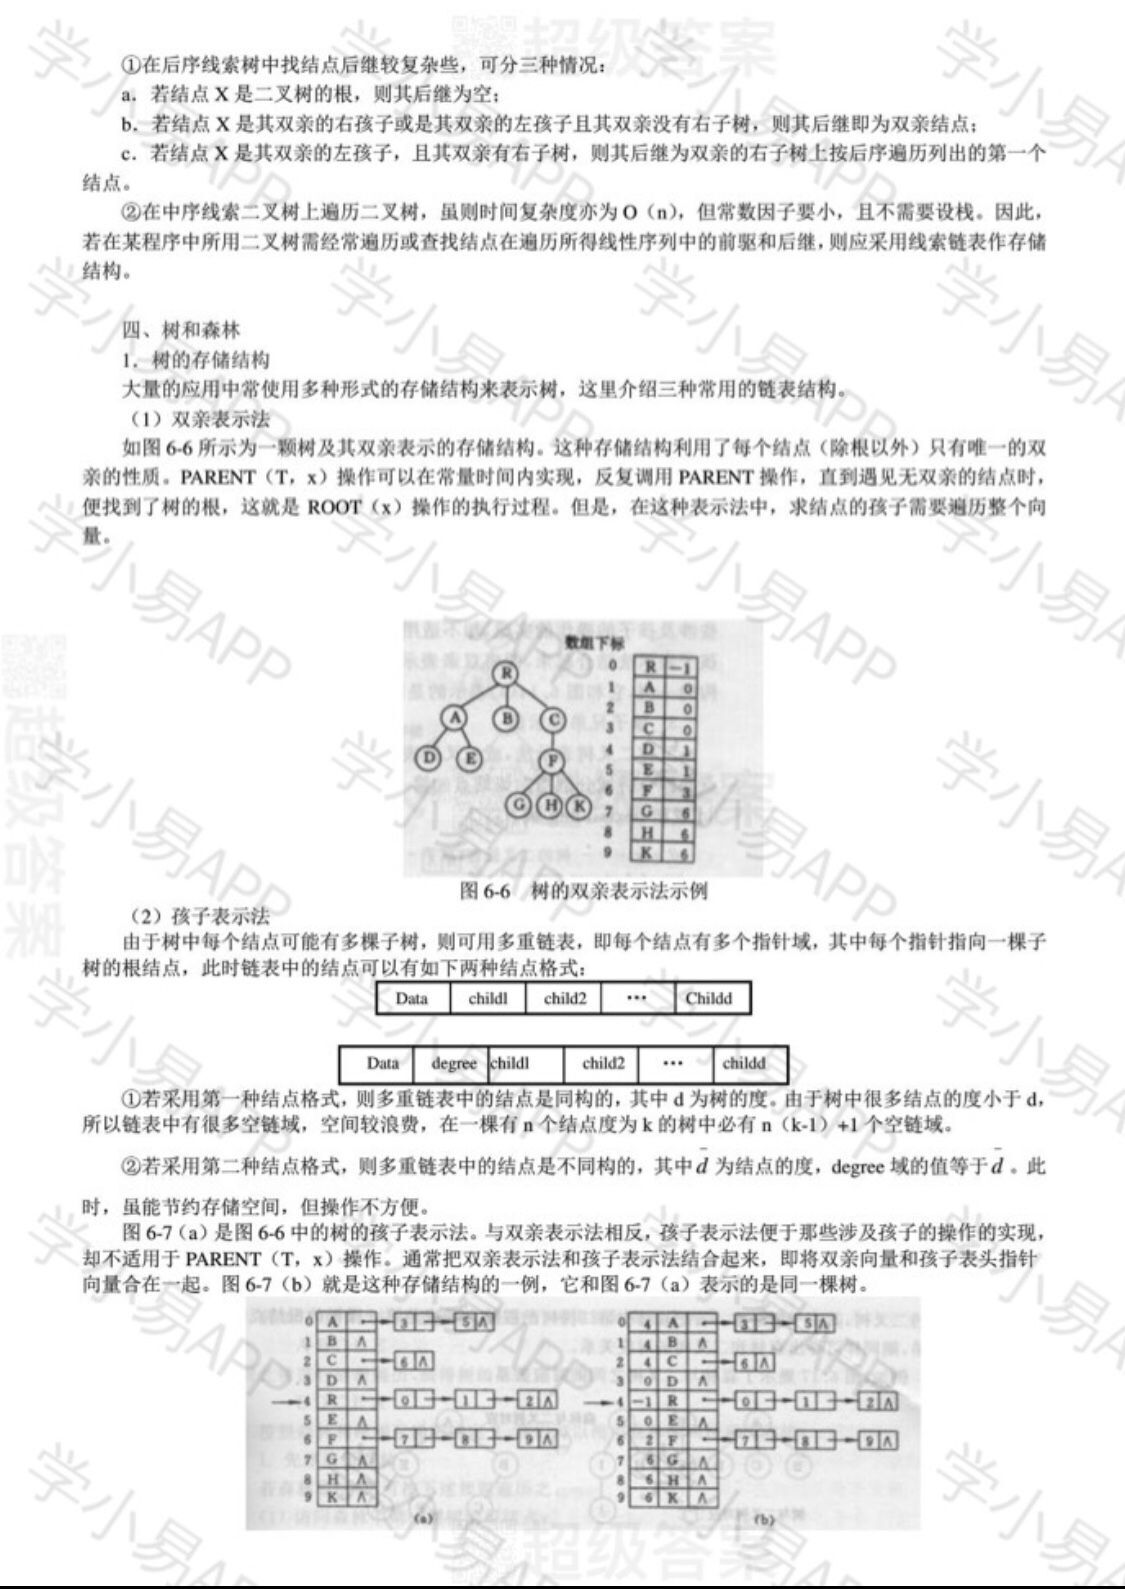 ①在后序线索树中找结点后继较复杂些，可分三种情况：
a．若结点 X 是二叉树的根，则其后继为空；
b．若结点 X 是其双亲的右孩子或是其双亲的左孩子且其双亲没有右子树，则其后继即为双亲结点；
c．若结点 X 是其双亲的左孩子，且其双亲有右子树，则其后继为双亲的右子树上按后序遍历列出的第一个
结点。
②在中序线索二叉树上遍历二叉树，虽则时间复杂度亦为 O（n），但常数因子要小，且不需要设栈。因此，
若在某程序中所用二叉树需经常遍历或查找结点在遍历所得线性序列中的前驱和后继，则应采用线索链表作存储
结构。
四、树和森林
1．树的存储结构
大量的应用中常使用多种形式的存储结构来表示树，这里介绍三种常用的链表结构。
（1）双亲表示法
如图 6-6 所示为一颗树及其双亲表示的存储结构。这种存储结构利用了每个结点（除根以外）只有唯一的双
亲的性质。PARENT（T，x）操作可以在常量时间内实现，反复调用 PARENT 操作，直到遇见无双亲的结点时，
便找到了树的根，这就是 ROOT（x）操作的执行过程。但是，在这种表示法中，求结点的孩子需要遍历整个向
量。
数组下标
R
A B C
D E F
G H K
0 R -1
1 A 0
2 B 0
3 C 0
4 D 1
5 E 1
6 F 3
7 G 6
8 H 6
9 K 6
图 6-6 树的双亲表示法示例
（2）孩子表示法
由于树中每个结点可能有多棵子树，则可用多重链表，即每个结点有多个指针域，其中每个指针指向一棵子
树的根结点，此时链表中的结点可以有如下两种结点格式：
Data child1 child2 … Childd
Data degree child1 child2 … childd
①若采用第一种结点格式，则多重链表中的结点是同构的，其中 d 为树的度。由于树中很多结点的度小于 d，
所以链表中有很多空链域，空间较浪费，在一棵有 n 个结点度为 k 的树中必有 n（k-1）+1 个空链域。
②若采用第二种结点格式，则多重链表中的结点是不同构的，其中 d̄ 为结点的度，degree 域的值等于 d̄ 。此
时，虽能节约存储空间，但操作不方便。
图 6-7（a）是图 6-6 中的树的孩子表示法。与双亲表示法相反，孩子表示法便于那些涉及孩子的操作的实现，
却不适用于 PARENT（T，x）操作。通常把双亲表示法和孩子表示法结合起来，即将双亲向量和孩子表头指针
向量合在一起。图 6-7（b）就是这种存储结构的一例，它和图 6-7（a）表示的是同一棵树。
0 A 3 5 ∧
1 B ∧
2 C 6 ∧
3 D ∧
4 R 0 1 2 ∧
5 E ∧
6 F 7 8 9 ∧
7 G ∧
8 H ∧
9 K ∧
(a)
0 4 A 3 5 ∧
1 4 B ∧
2 4 C 6 ∧
3 0 D ∧
4 -1 R 0 1 2 ∧
5 0 E ∧
6 2 F 7 8 9 ∧
7 6 G ∧
8 6 H ∧
9 6 K ∧
(b)
学小易APP
超级答案